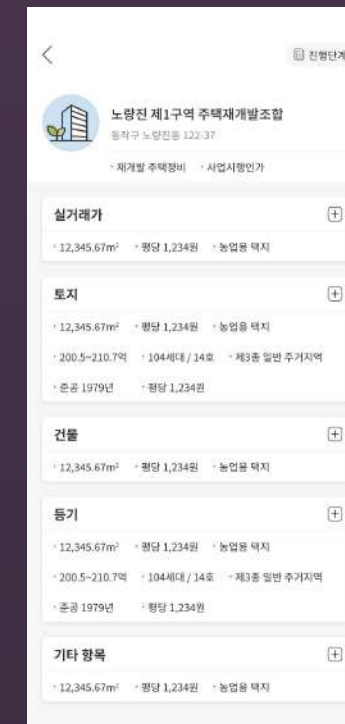 진행단계
노량진 제1구역 주택재개발조합
동작구 노량진동 122-37
· 재개발 주택정비 · 사업시행인가
실거래가
· 12,345.67m² · 평당 1,234원 · 농업용 택지
토지
· 12,345.67m² · 평당 1,234원 · 농업용 택지
· 200.5~210.7억 · 104세대 / 14호 · 제3종 일반 주거지역
· 준공 1979년 · 평당 1,234원
건물
· 12,345.67m² · 평당 1,234원 · 농업용 택지
등기
· 12,345.67m² · 평당 1,234원 · 농업용 택지
· 200.5~210.7억 · 104세대 / 14호 · 제3종 일반 주거지역
· 준공 1979년 · 평당 1,234원
기타 항목
· 12,345.67m² · 평당 1,234원 · 농업용 택지